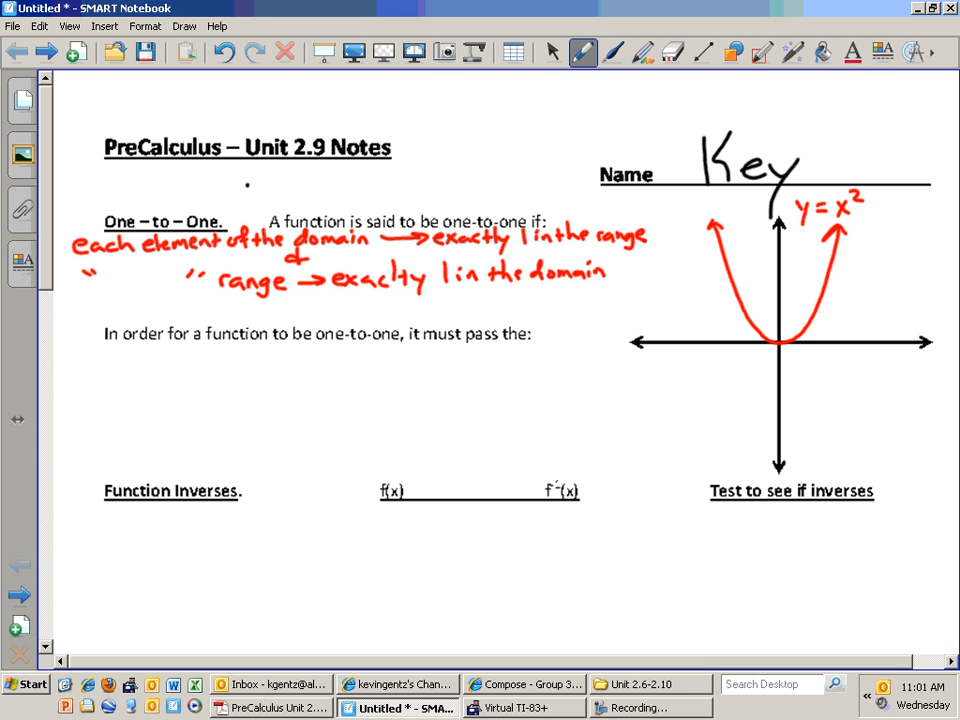 Untitled * - SMART Notebook
File Edit View Insert Format Draw Help
PreCalculus – Unit 2.9 Notes
Name Key
One – to – One. A function is said to be one-to-one if:
y = x²
each element of the domain → exactly 1 in the range
&
" " range → exaclty 1 in the domain
In order for a function to be one-to-one, it must pass the:
Function Inverses. f(x) f⁻(x) Test to see if inverses
Start Inbox - kgentz@al... kevingentz's Chan... Compose - Group 3... Unit 2.6-2.10 Search Desktop 11:01 AM
PreCalculus Unit 2.... Untitled * - SMA... Virtual TI-83+ Recording... Wednesday